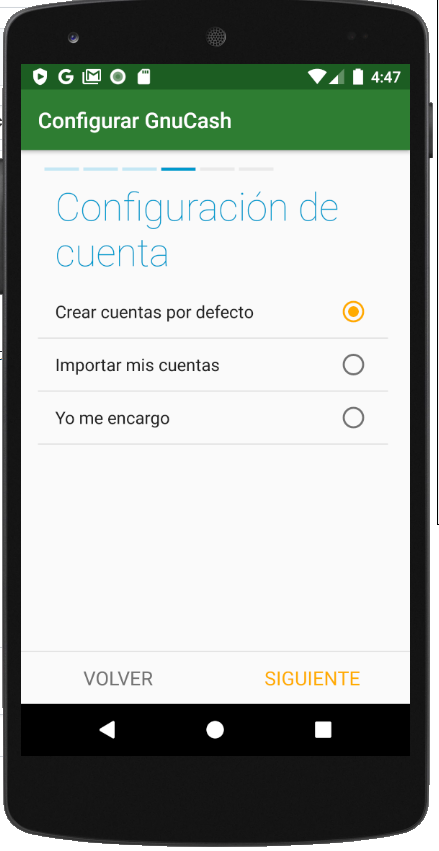 4:47
Configurar GnuCash
Configuración de
cuenta
Crear cuentas por defecto
Importar mis cuentas
Yo me encargo
VOLVER SIGUIENTE